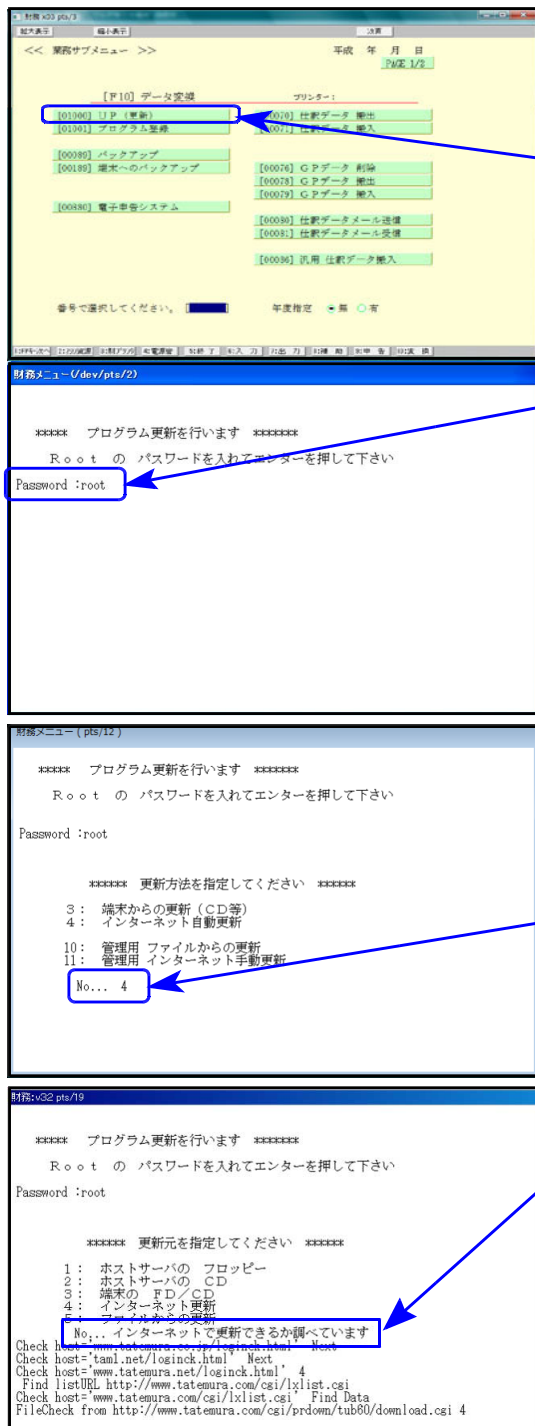 財務 x03 pts/3
拡大表示 縮小表示 決算
<< 業務サブメニュー >> 平成 年 月 日
PAGE 1/2
[F10] データ変換 プリンター:
[01000] UP (更新) [00070] 仕訳データ 搬出
[01001] プログラム登録 [00071] 仕訳データ 搬入
[00089] バックアップ
[00189] 端末へのバックアップ [00076] GPデータ 削除
[00078] GPデータ 搬出
[00079] GPデータ 搬入
[00880] 電子申告システム
[00080] 仕訳データメール送信
[00081] 仕訳データメール受信
[00086] 汎用 仕訳データ搬入
番号で選択してください。 年度指定 無 有
財務メニュー(/dev/pts/2)
***** プログラム更新を行います *******
Root の パスワードを入れてエンターを押して下さい
Password :root
財務メニュー ( pts/12 )
***** プログラム更新を行います *******
Root の パスワードを入れてエンターを押して下さい
Password :root
****** 更新方法を指定してください ******
3: 端末からの更新(CD等)
4: インターネット自動更新
10: 管理用 ファイルからの更新
11: 管理用 インターネット手動更新
No... 4
財務:v32 pts/19
***** プログラム更新を行います *******
Root の パスワードを入れてエンターを押して下さい
Password :root
****** 更新元を指定してください ******
1: ホストサーバの フロッピー
2: ホストサーバの CD
3: 端末の FD/CD
4: インターネット更新
5: ファイルからの更新
No... インターネットで更新できるか調べています
Check host='www.tatemura.co.jp/loginck.html' Next
Check host='taml.net/loginck.html' Next
Check host='www.tatemura.net/loginck.html' 4
Find listURL http://www.tatemura.com/cgi/lxlist.cgi
Check host='www.tatemura.com/cgi/lxlist.cgi' Find Data
FileCheck from http://www.tatemura.com/cgi/prdown/tub60/download.cgi 4